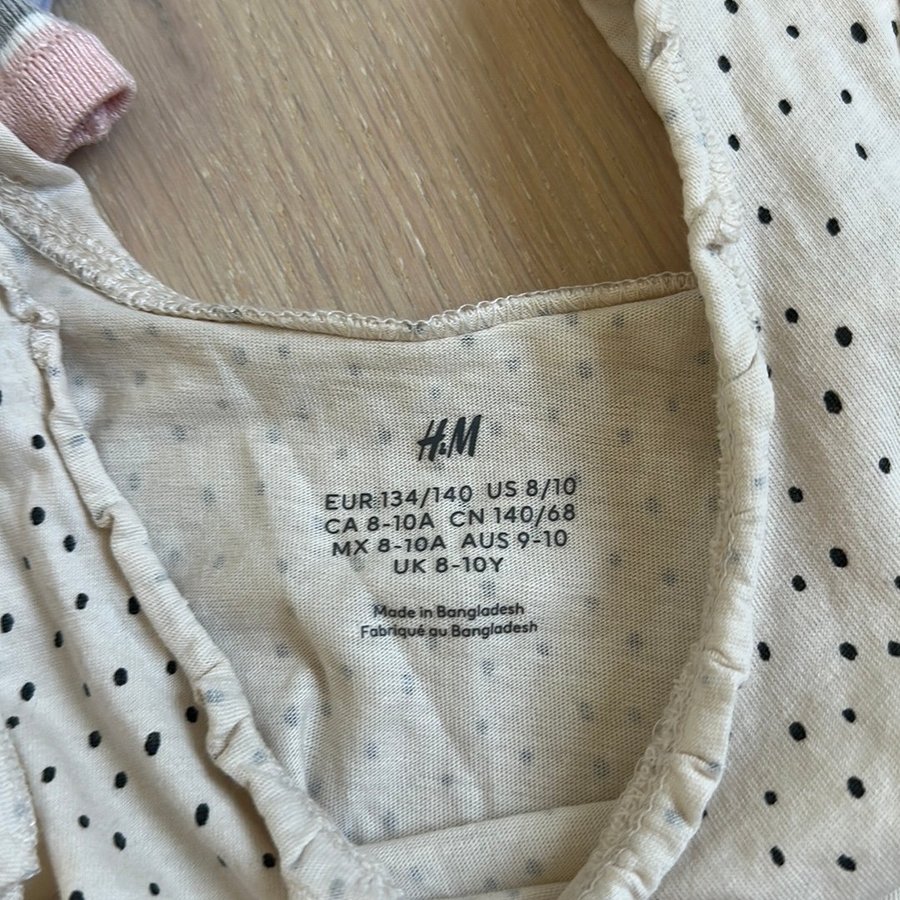 H&M
EUR 134/140 US 8/10
CA 8-10A CN 140/68
MX 8-10A AUS 9-10
UK 8-10Y
Made in Bangladesh
Fabriqué au Bangladesh